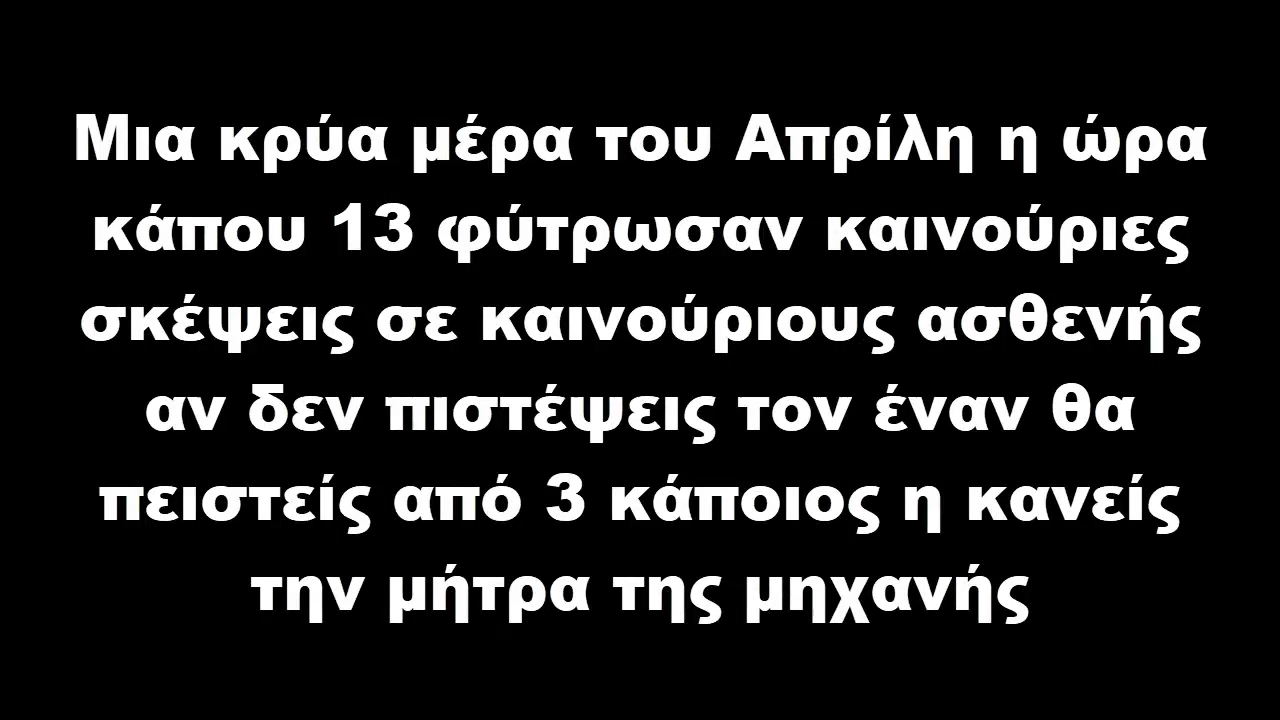 Μια κρύα μέρα του Απρίλη η ώρα
κάπου 13 φύτρωσαν καινούριες
σκέψεις σε καινούριους ασθενής
αν δεν πιστέψεις τον έναν θα
πειστείς από 3 κάποιος η κανείς
την μήτρα της μηχανής